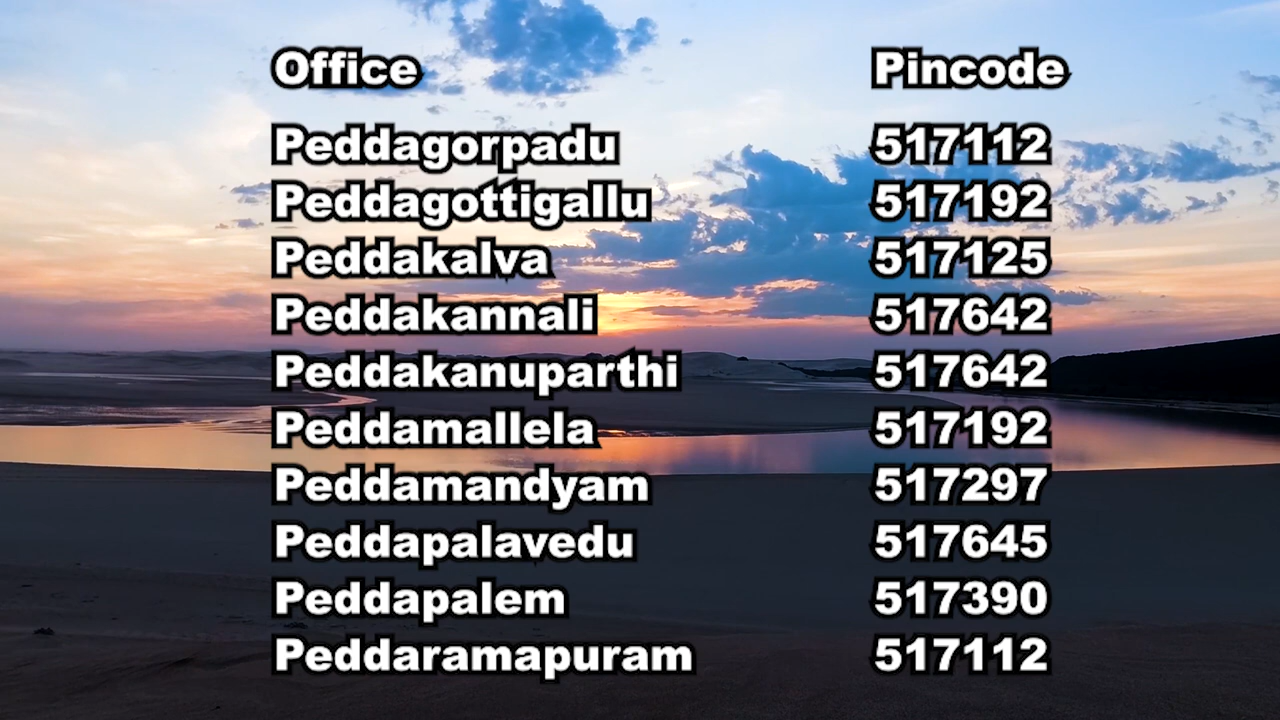 Office Pincode
Peddagorpadu 517112
Peddagottigallu 517192
Peddakalva 517125
Peddakannali 517642
Peddakanuparthi 517642
Peddamallela 517192
Peddamandyam 517297
Peddapalavedu 517645
Peddapalem 517390
Peddaramapuram 517112